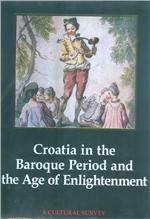 Croatia in the
Baroque Period and
the Age of Enlightenment
A CULTURAL SURVEY